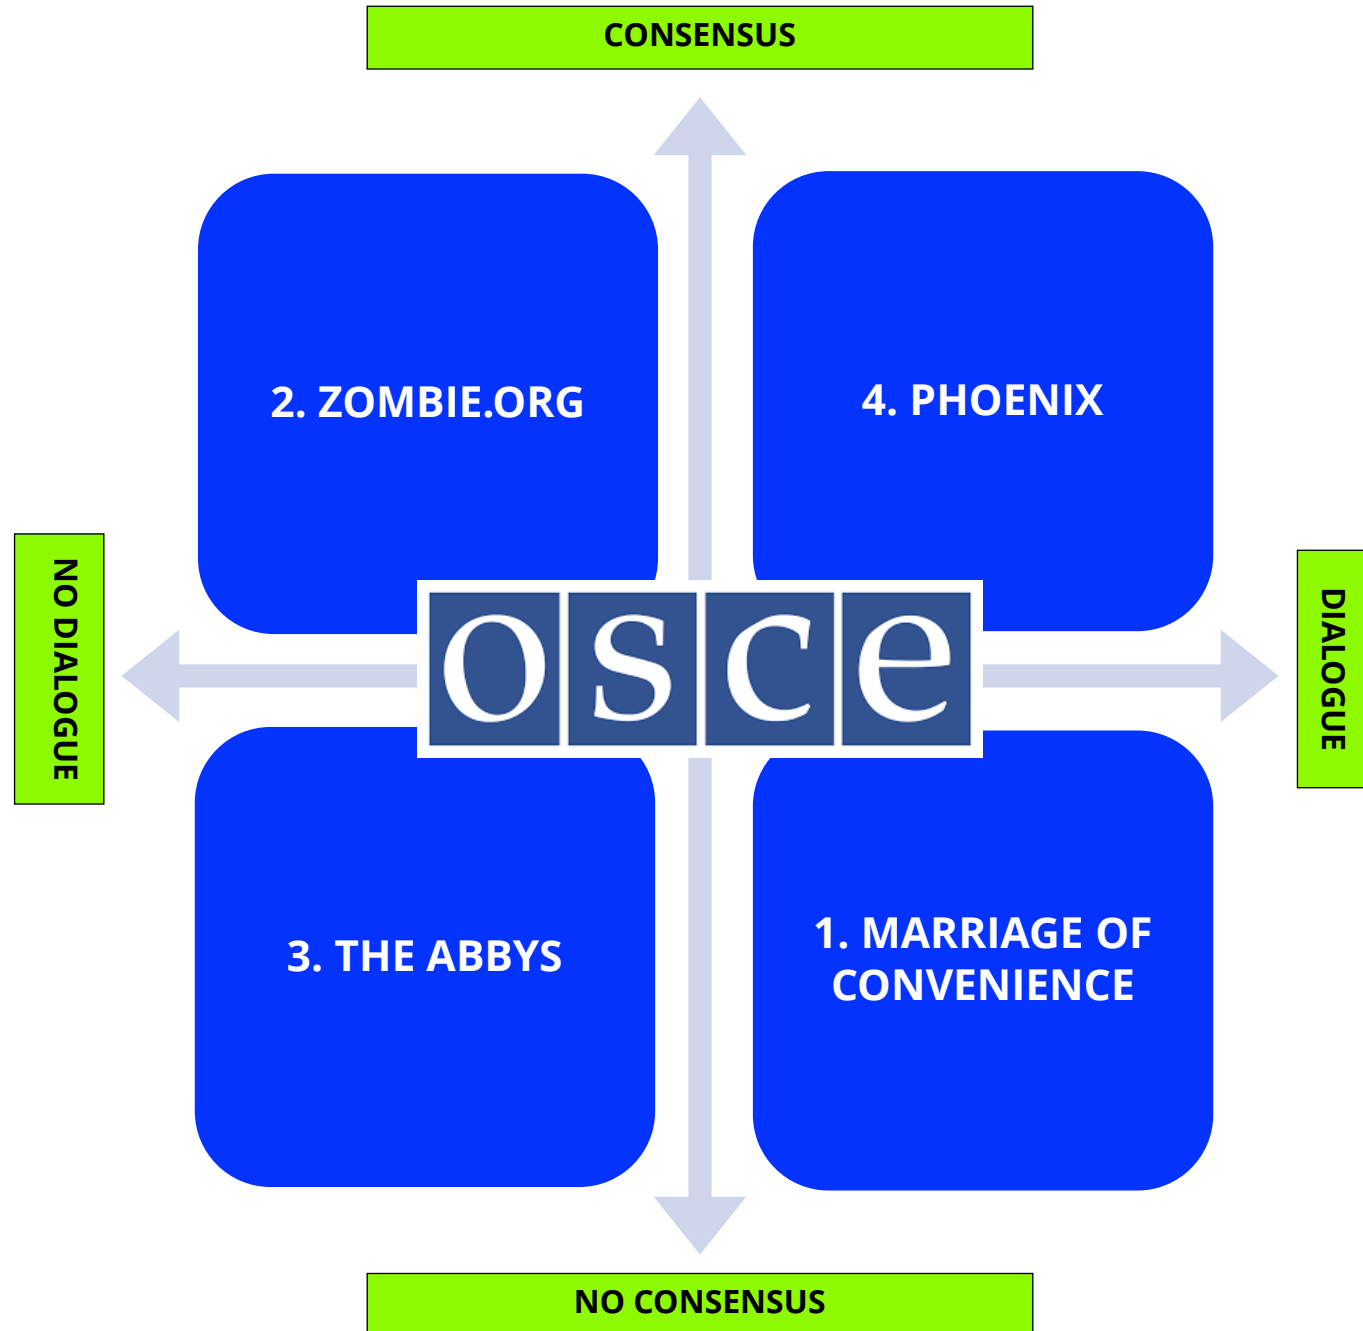 CONSENSUS
2. ZOMBIE.ORG
4. PHOENIX
NO DIALOGUE
osce
DIALOGUE
3. THE ABBYS
1. MARRIAGE OF
CONVENIENCE
NO CONSENSUS